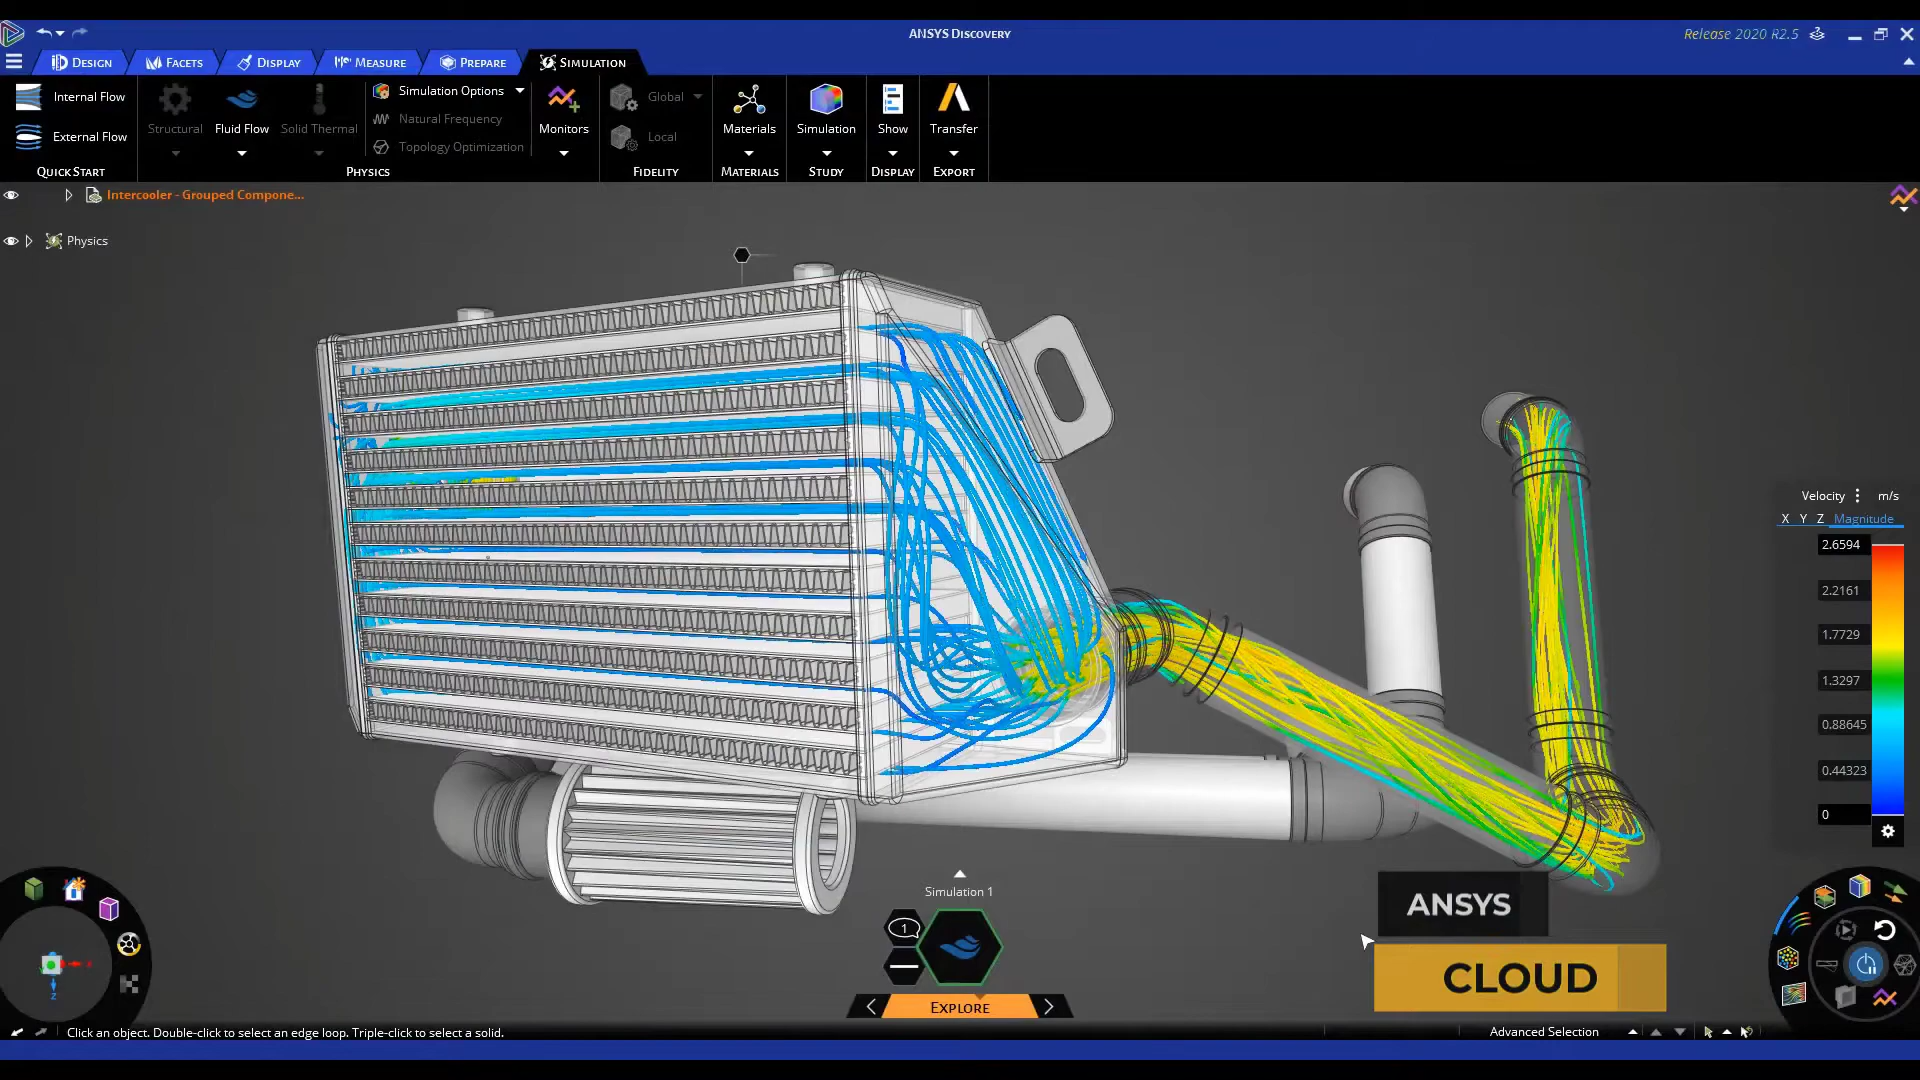 ANSYS Discovery
Release 2020 R2.5
Design
Facets
Display
Measure
Prepare
Simulation
Internal Flow
External Flow
Quick Start
Structural
Fluid Flow
Solid Thermal
Simulation Options
Natural Frequency
Topology Optimization
Physics
Monitors
Global
Local
Fidelity
Materials
Materials
Simulation
Study
Show
Display
Transfer
Export
Intercooler - Grouped Compone...
Physics
Velocity m/s
X Y Z Magnitude
2.6594
2.2161
1.7729
1.3297
0.88645
0.44323
0
Simulation 1
1
Explore
ANSYS
CLOUD
x
z
Click an object. Double-click to select an edge loop. Triple-click to select a solid.
Advanced Selection